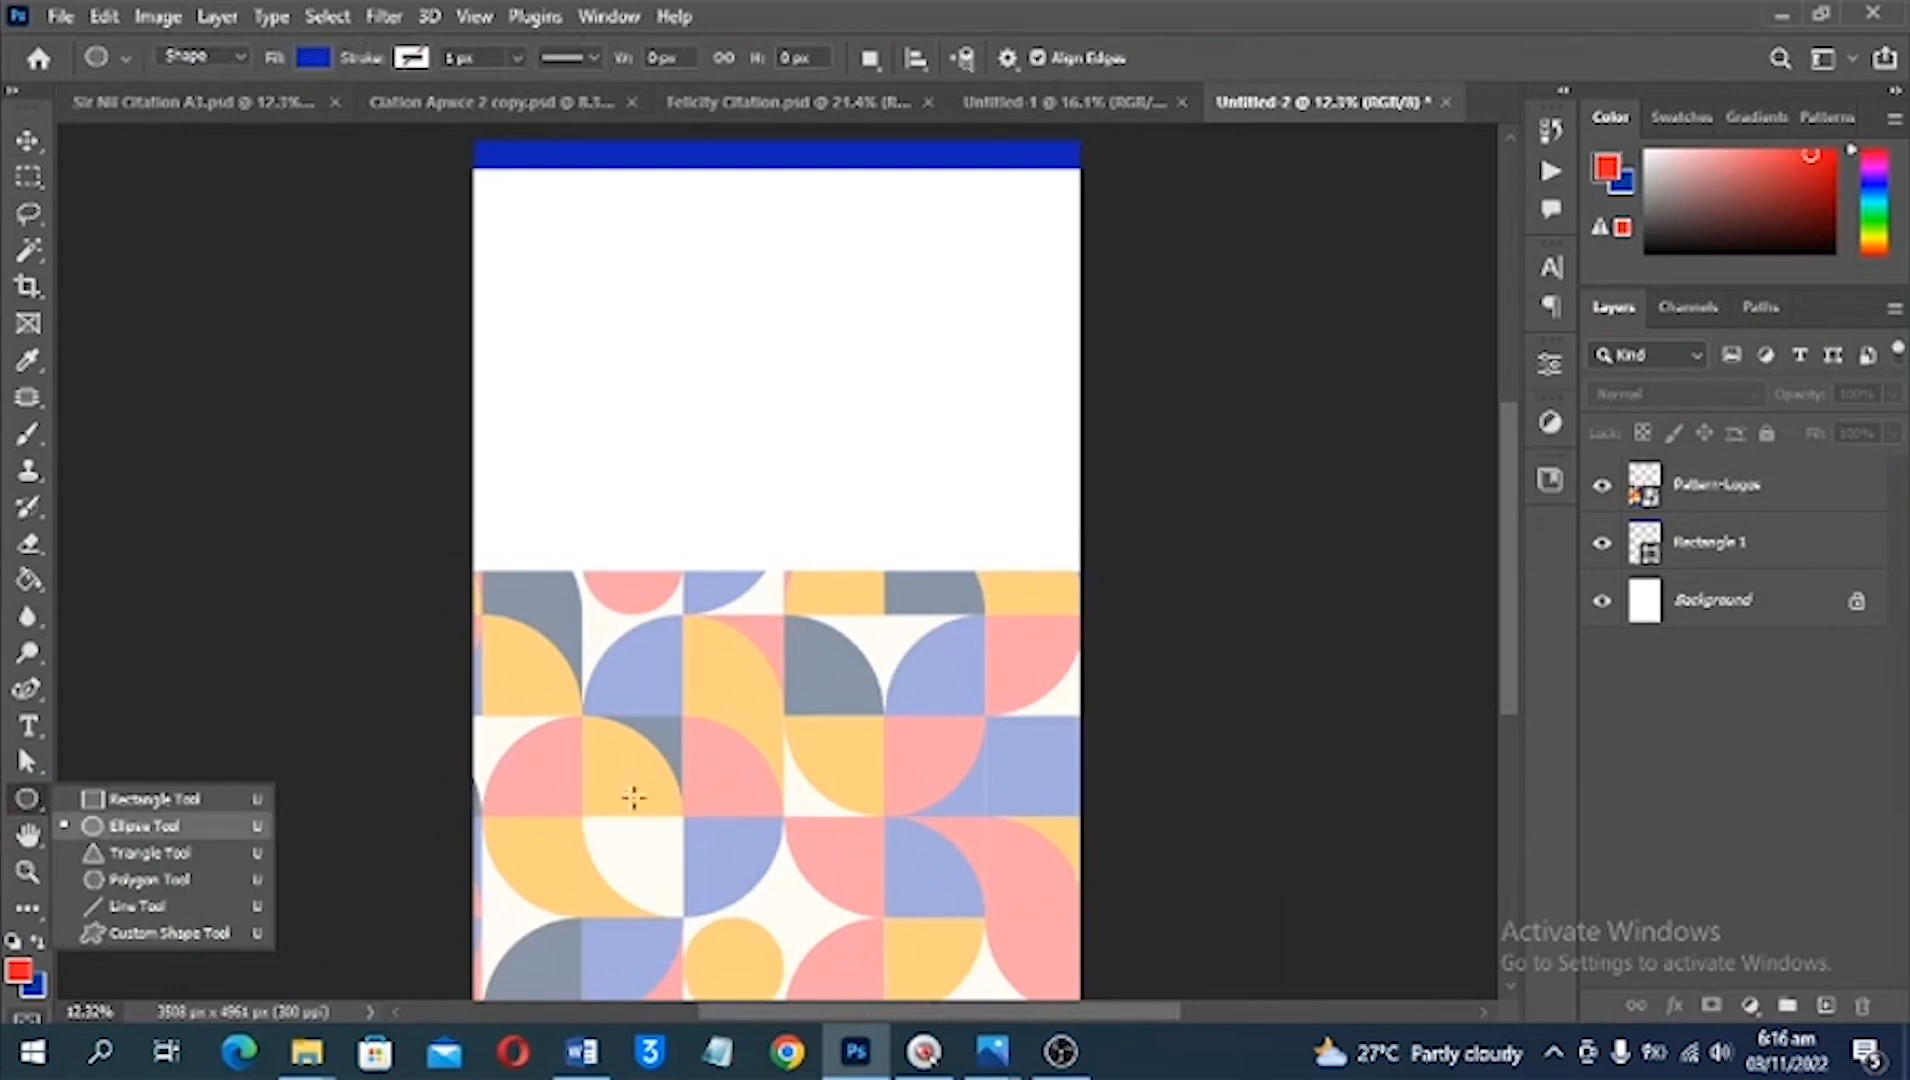 File Edit Image Layer Type Select Filter 3D View Plugins Window Help
Shape Fill: Stroke: 1 px W: 0 px H: 0 px Align Edges
Sir Nii Citation A3.psd @ 12.3%... Ciation Apwce 2 copy.psd @ 8.3... Felicity Citation.psd @ 21.4% (R... Untitled-1 @ 16.1% (RGB/... Untitled-2 @ 12.3% (RGB/8) *
Color Swatches Gradients Patterns
Layers Channels Paths
Kind
Normal Opacity: 100%
Lock: Fill: 100%
Pattern-Logos
Rectangle 1
Background
Rectangle Tool U
Ellipse Tool U
Triangle Tool U
Polygon Tool U
Line Tool U
Custom Shape Tool U
Activate Windows
Go to Settings to activate Windows.
12.32% 3508 px x 4961 px (300 ppi)
27°C Partly cloudy
6:16 am
03/11/2022
5